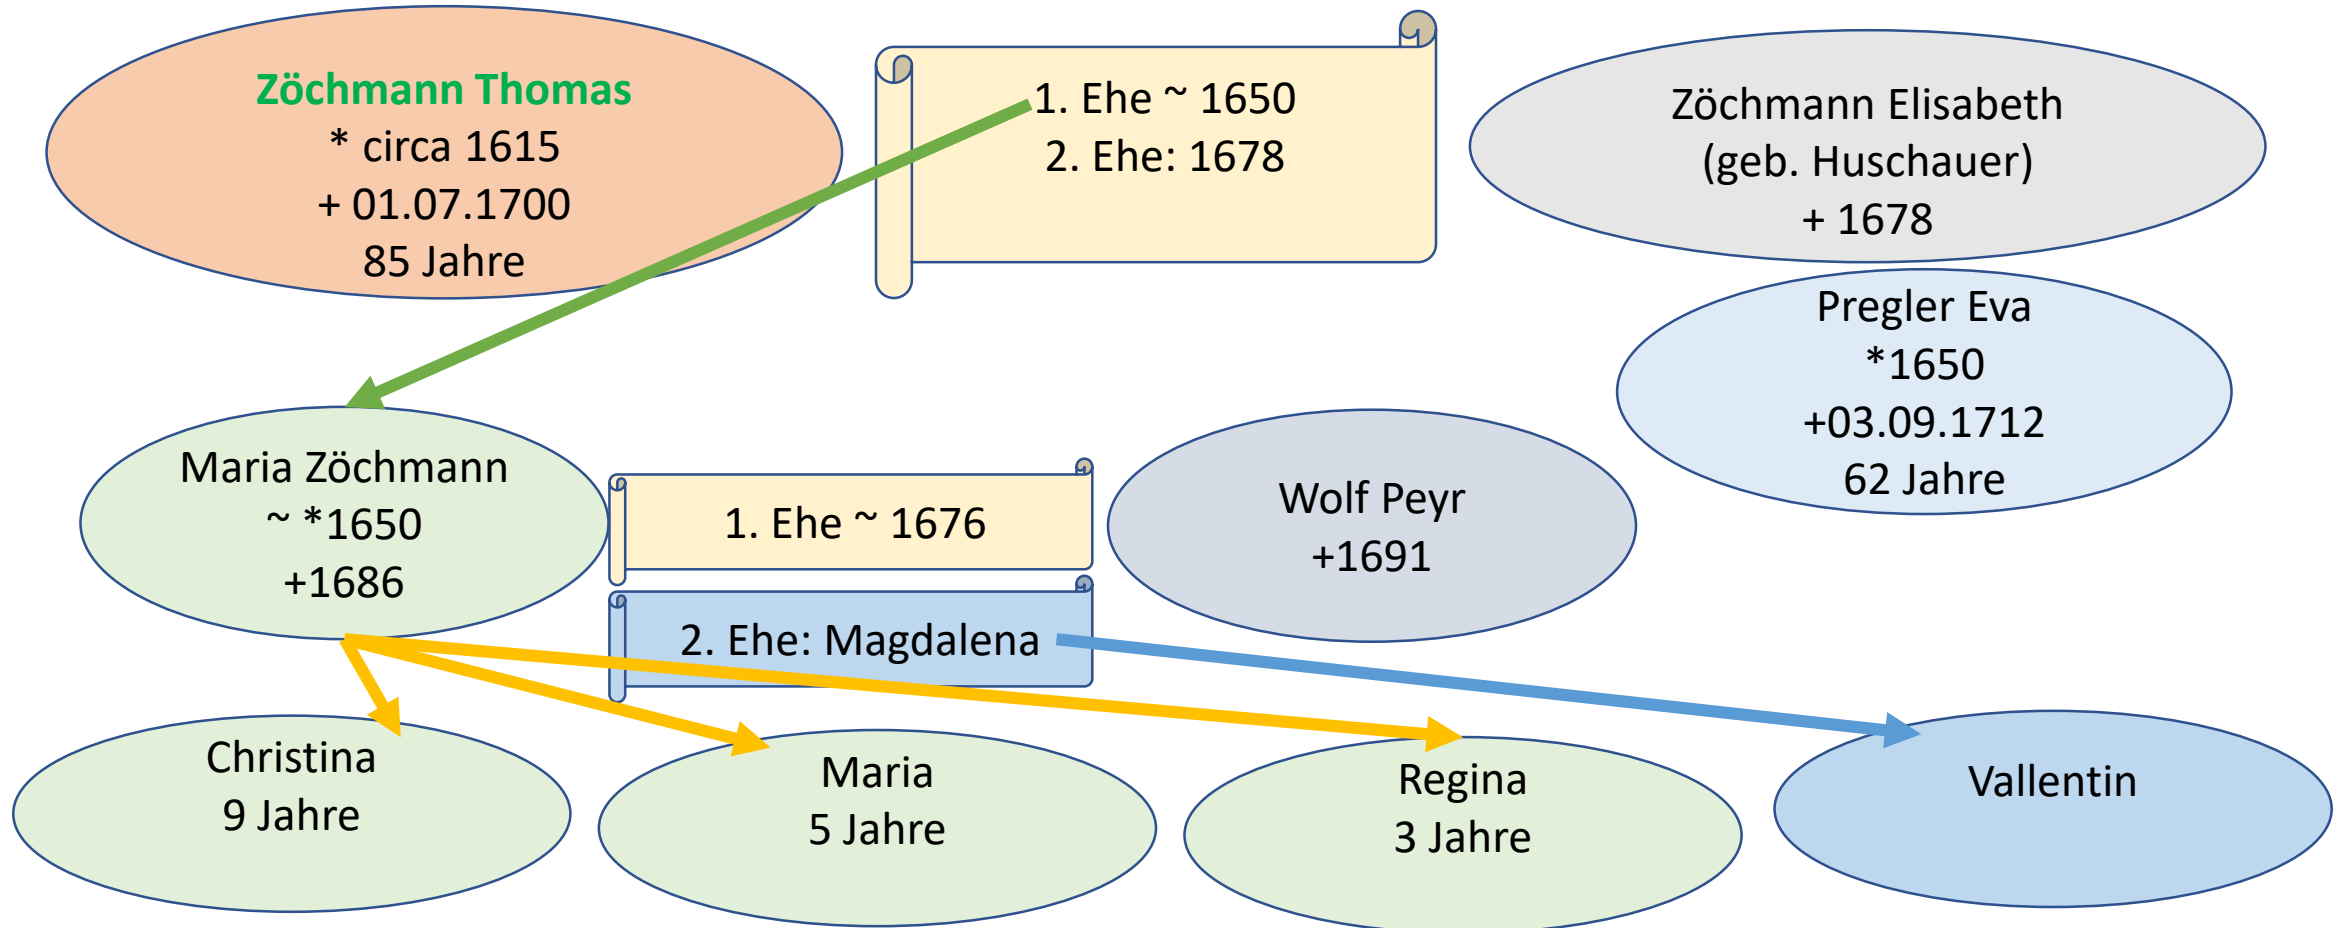 Zöchmann Thomas
* circa 1615
+ 01.07.1700
85 Jahre
1. Ehe ~ 1650
2. Ehe: 1678
Zöchmann Elisabeth
(geb. Huschauer)
+ 1678
Pregler Eva
*1650
+03.09.1712
62 Jahre
Maria Zöchmann
~ *1650
+1686
1. Ehe ~ 1676
2. Ehe: Magdalena
Wolf Peyr
+1691
Christina
9 Jahre
Maria
5 Jahre
Regina
3 Jahre
Vallentin